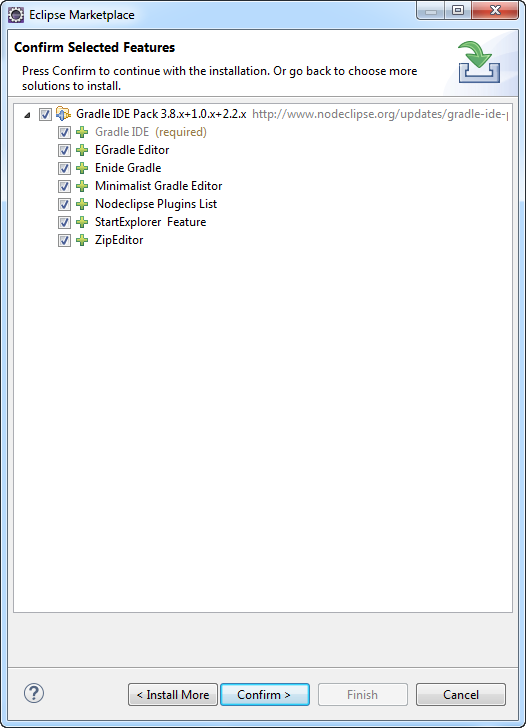 Eclipse Marketplace
Confirm Selected Features
Press Confirm to continue with the installation. Or go back to choose more
solutions to install.
Gradle IDE Pack 3.8.x+1.0.x+2.2.x http://www.nodeclipse.org/updates/gradle-ide-p
Gradle IDE (required)
EGradle Editor
Enide Gradle
Minimalist Gradle Editor
Nodeclipse Plugins List
StartExplorer Feature
ZipEditor
? < Install More Confirm > Finish Cancel